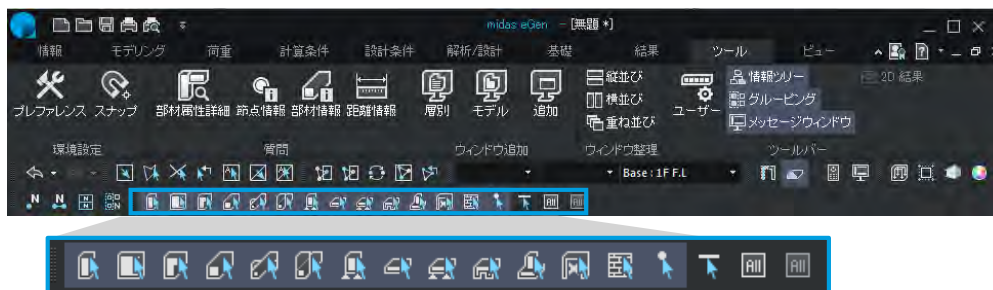 midas eGen - [無題 *]
情報 モデリング 荷重 計算条件 設計条件 解析/設計 基礎 結果 ツール ビュー
プレファレンス スナップ 部材属性詳細 節点情報 部材情報 距離情報 層別 モデル 追加 縦並び 横並び 重ね並び ユーザー 情報ツリー グルーピング メッセージウィンドウ 2D 結果
環境設定 質問 ウィンドウ追加 ウィンドウ整理 ツールバー
Base : 1F F.L
N N N N All All
All All